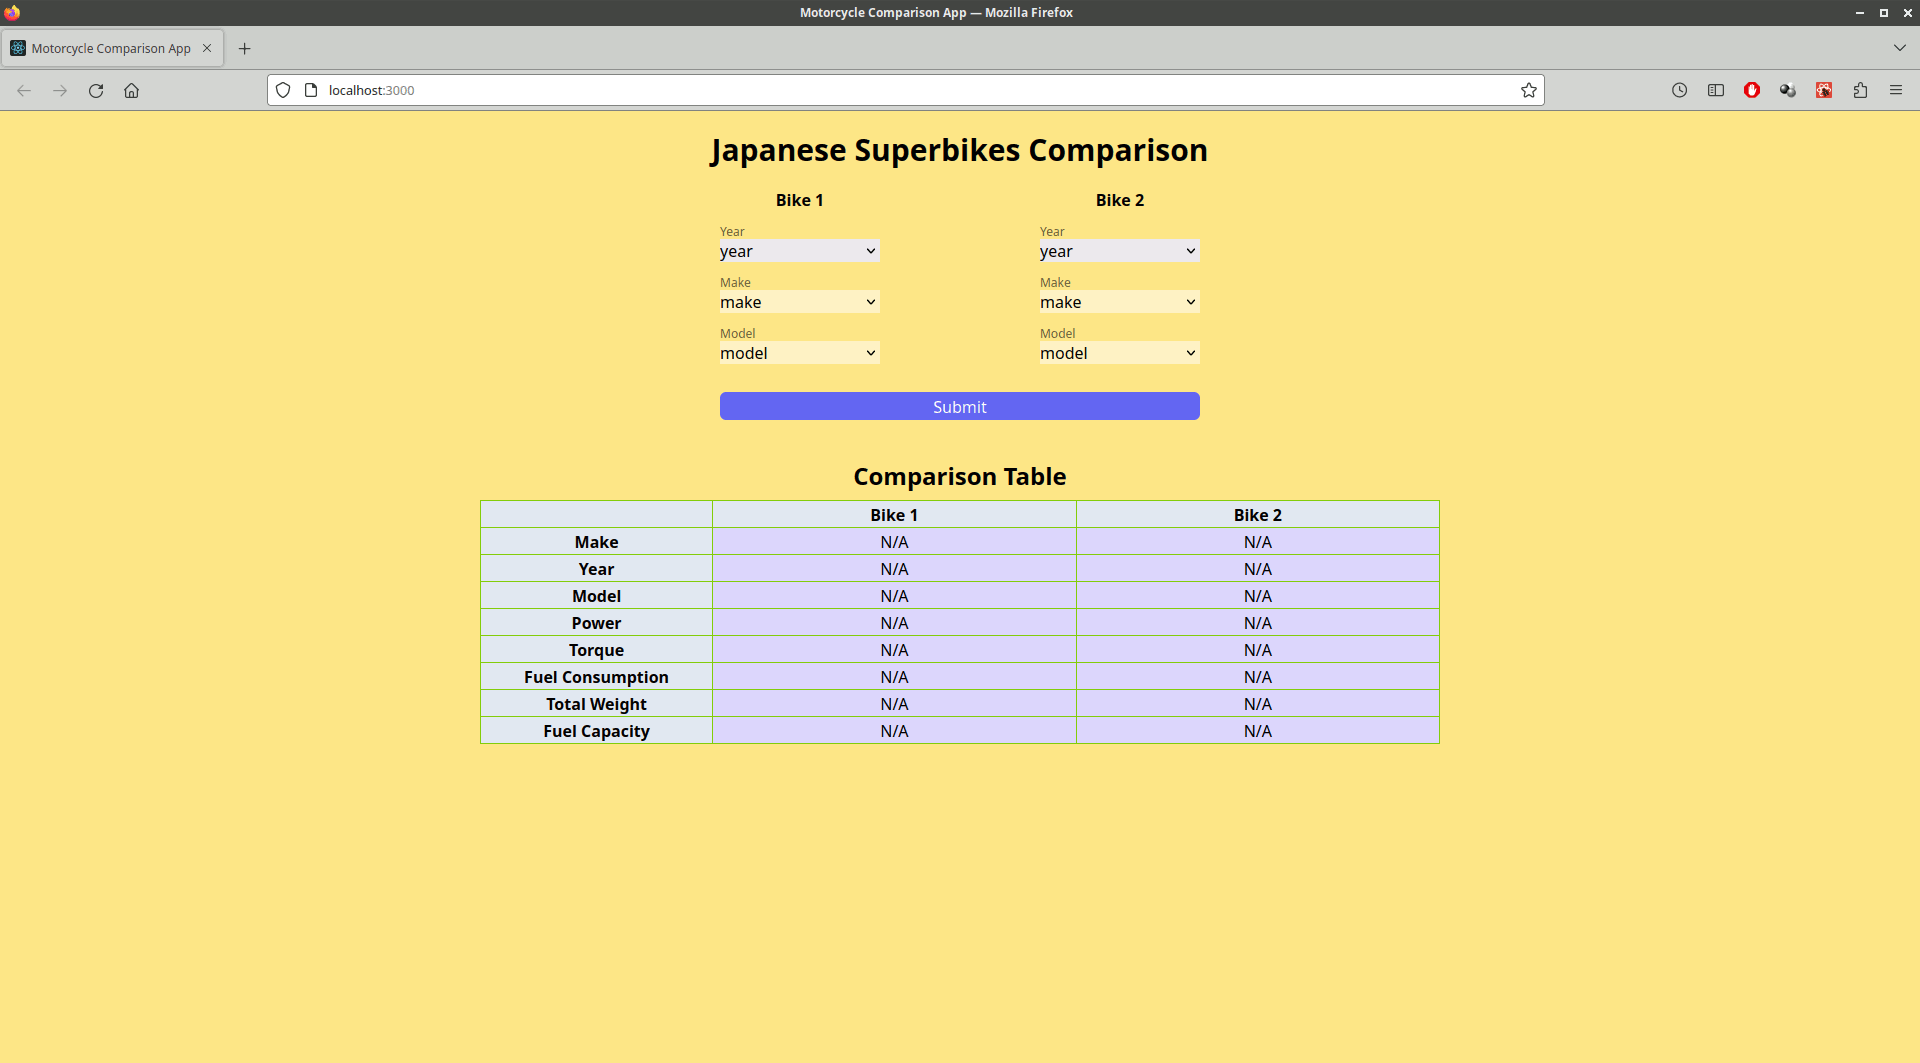 Motorcycle Comparison App — Mozilla Firefox
Motorcycle Comparison App
localhost:3000
Japanese Superbikes Comparison
Bike 1 Bike 2
Year Year
year year
Make Make
make make
Model Model
model model
Submit
Comparison Table
Bike 1 Bike 2
Make N/A N/A
Year N/A N/A
Model N/A N/A
Power N/A N/A
Torque N/A N/A
Fuel Consumption N/A N/A
Total Weight N/A N/A
Fuel Capacity N/A N/A